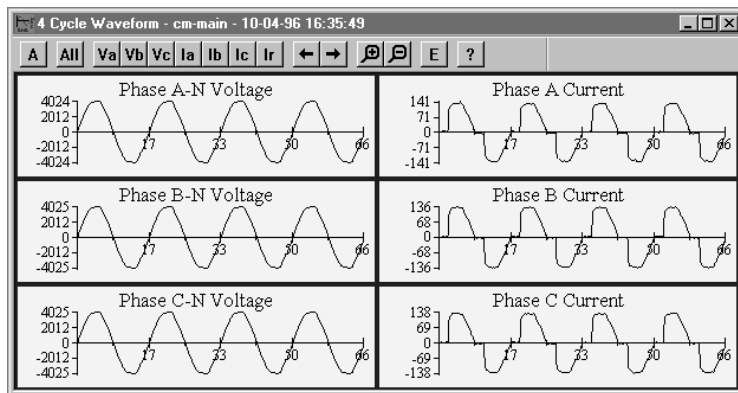 4 Cycle Waveform - cm-main - 10-04-96 16:35:49
A All Va Vb Vc Ia Ib Ic Ir E ?
Phase A-N Voltage
4024
2012
0
-2012
-4024
17 33 50 66
Phase A Current
141
71
0
-71
-141
17 33 50 66
Phase B-N Voltage
4025
2012
0
-2012
-4025
17 33 50 66
Phase B Current
136
68
0
-68
-136
17 33 50 66
Phase C-N Voltage
4025
2012
0
-2012
-4025
17 33 50 66
Phase C Current
138
69
0
-69
-138
17 33 50 66